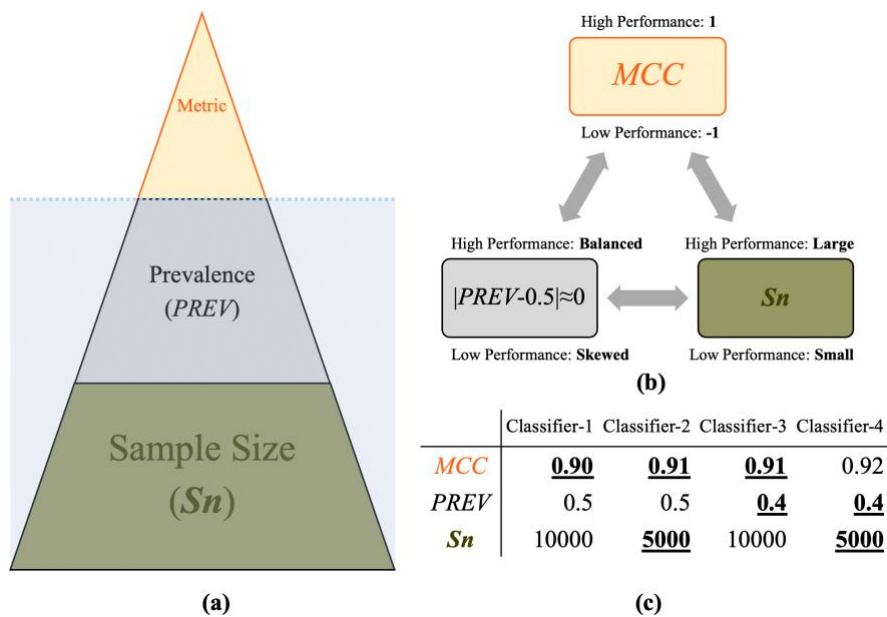 Metric
Prevalence
(PREV)
Sample Size
(Sn)
(a)
High Performance: 1
MCC
Low Performance: -1
High Performance: Balanced
High Performance: Large
|PREV-0.5|≈0
Sn
Low Performance: Skewed
Low Performance: Small
(b)
Classifier-1 Classifier-2 Classifier-3 Classifier-4
MCC 0.90 0.91 0.91 0.92
PREV 0.5 0.5 0.4 0.4
Sn 10000 5000 10000 5000
(c)